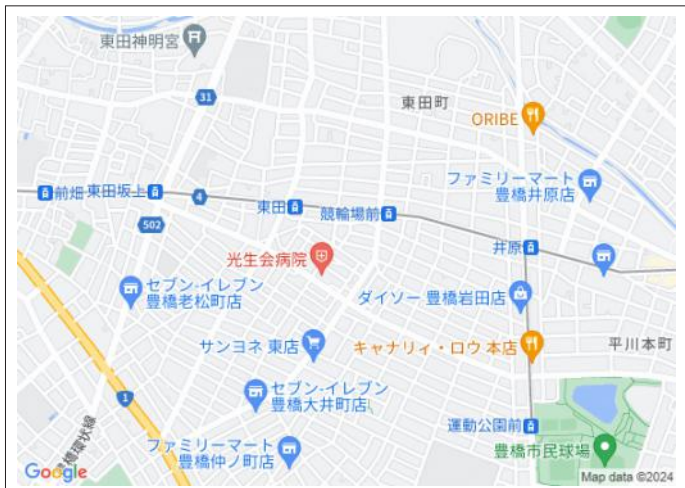 東田神明宮
31
東田町
ORIBE
ファミリーマート
豊橋井原店
前畑
東田坂上
4
東田
競輪場前
502
井原
光生会病院
セブン-イレブン
豊橋老松町店
ダイソー 豊橋岩田店
サンヨネ 東店
キャナリィ・ロウ 本店
平川本町
1
セブン-イレブン
豊橋大井町店
運動公園前
豊橋環状線
ファミリーマート
豊橋仲ノ町店
豊橋市民球場
Google
Map data ©2024